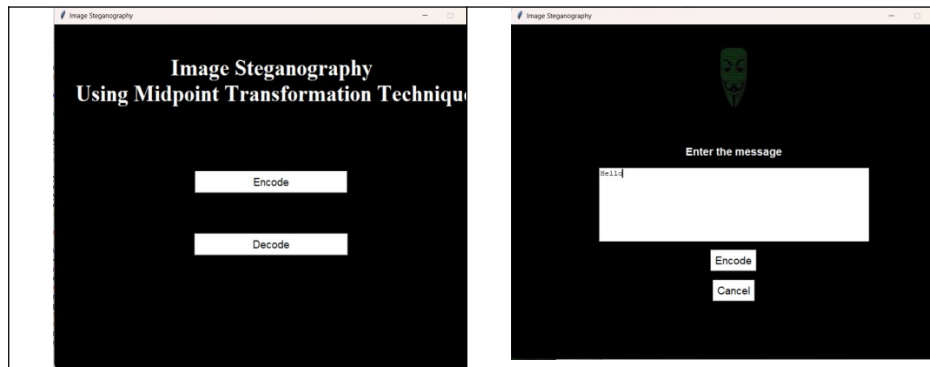 Image Steganography
Image Steganography
Using Midpoint Transformation Techniqu
Encode
Decode
Image Steganography
Enter the message
Hello
Encode
Cancel